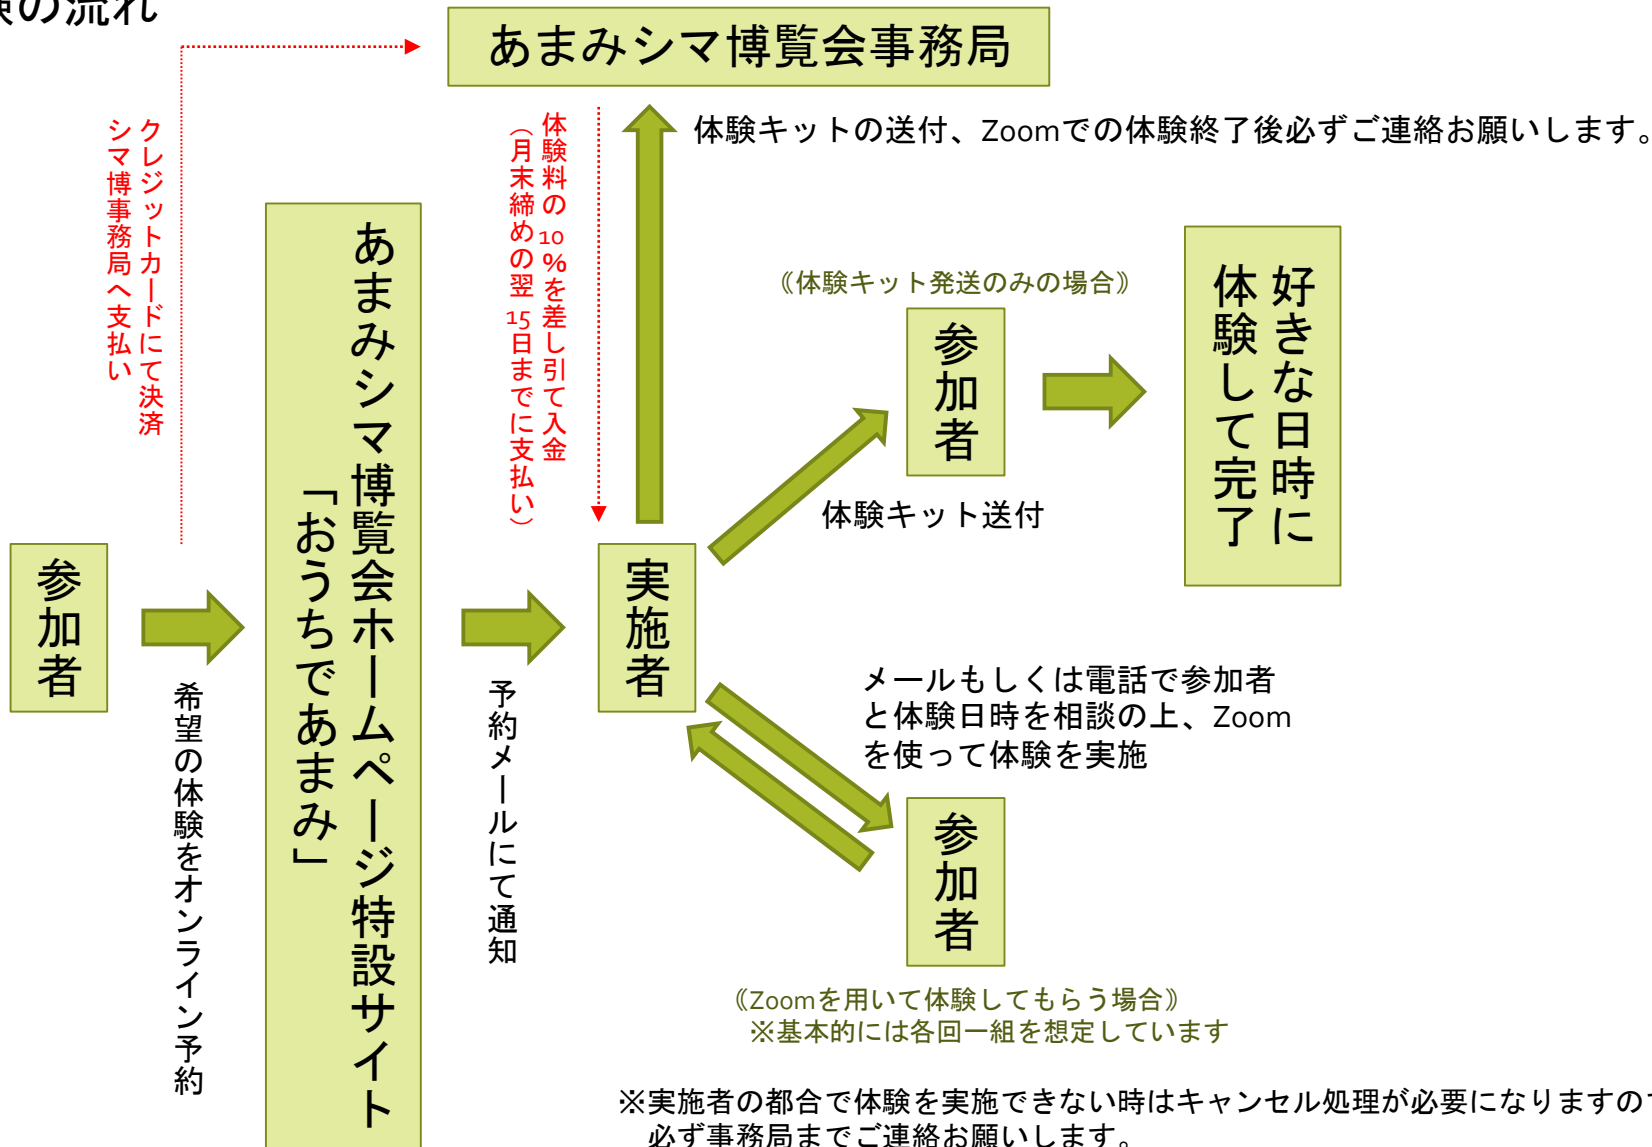 験の流れ
あまみシマ博覧会事務局
クレジットカードにて決済
シマ博事務局へ支払い
体験料の10%を差し引て入金
（月末締めの翌15日までに支払い）
体験キットの送付、Zoomでの体験終了後必ずご連絡お願いします。
参加者
希望の体験をオンライン予約
あまみシマ博覧会ホームページ特設サイト
「おうちであまみ」
予約メールにて通知
実施者
《体験キット発送のみの場合》
参加者
体験キット送付
好きな日時に
体験して完了
メールもしくは電話で参加者
と体験日時を相談の上、Zoom
を使って体験を実施
参加者
《Zoomを用いて体験してもらう場合》
※基本的には各回一組を想定しています
※実施者の都合で体験を実施できない時はキャンセル処理が必要になりますので
必ず事務局までご連絡お願いします。